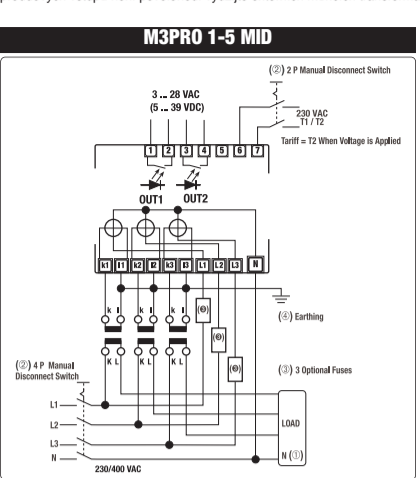 M3PRO 1-5 MID
(②) 2 P Manual Disconnect Switch
3 ... 28 VAC
(5 ... 39 VDC)
230 VAC
T1 / T2
Tariff = T2 When Voltage is Applied
1 2 3 4 5 6 7
OUT1 OUT2
k1 l1 k2 l2 k3 l3 L1 L2 L3 N
k l k l k l
(③)
(④) Earthing
(③)
K L K L K L
(③) 3 Optional Fuses
(②) 4 P Manual
Disconnect Switch
(③)
L1
LOAD
L2
L3
N
N (①)
230/400 VAC